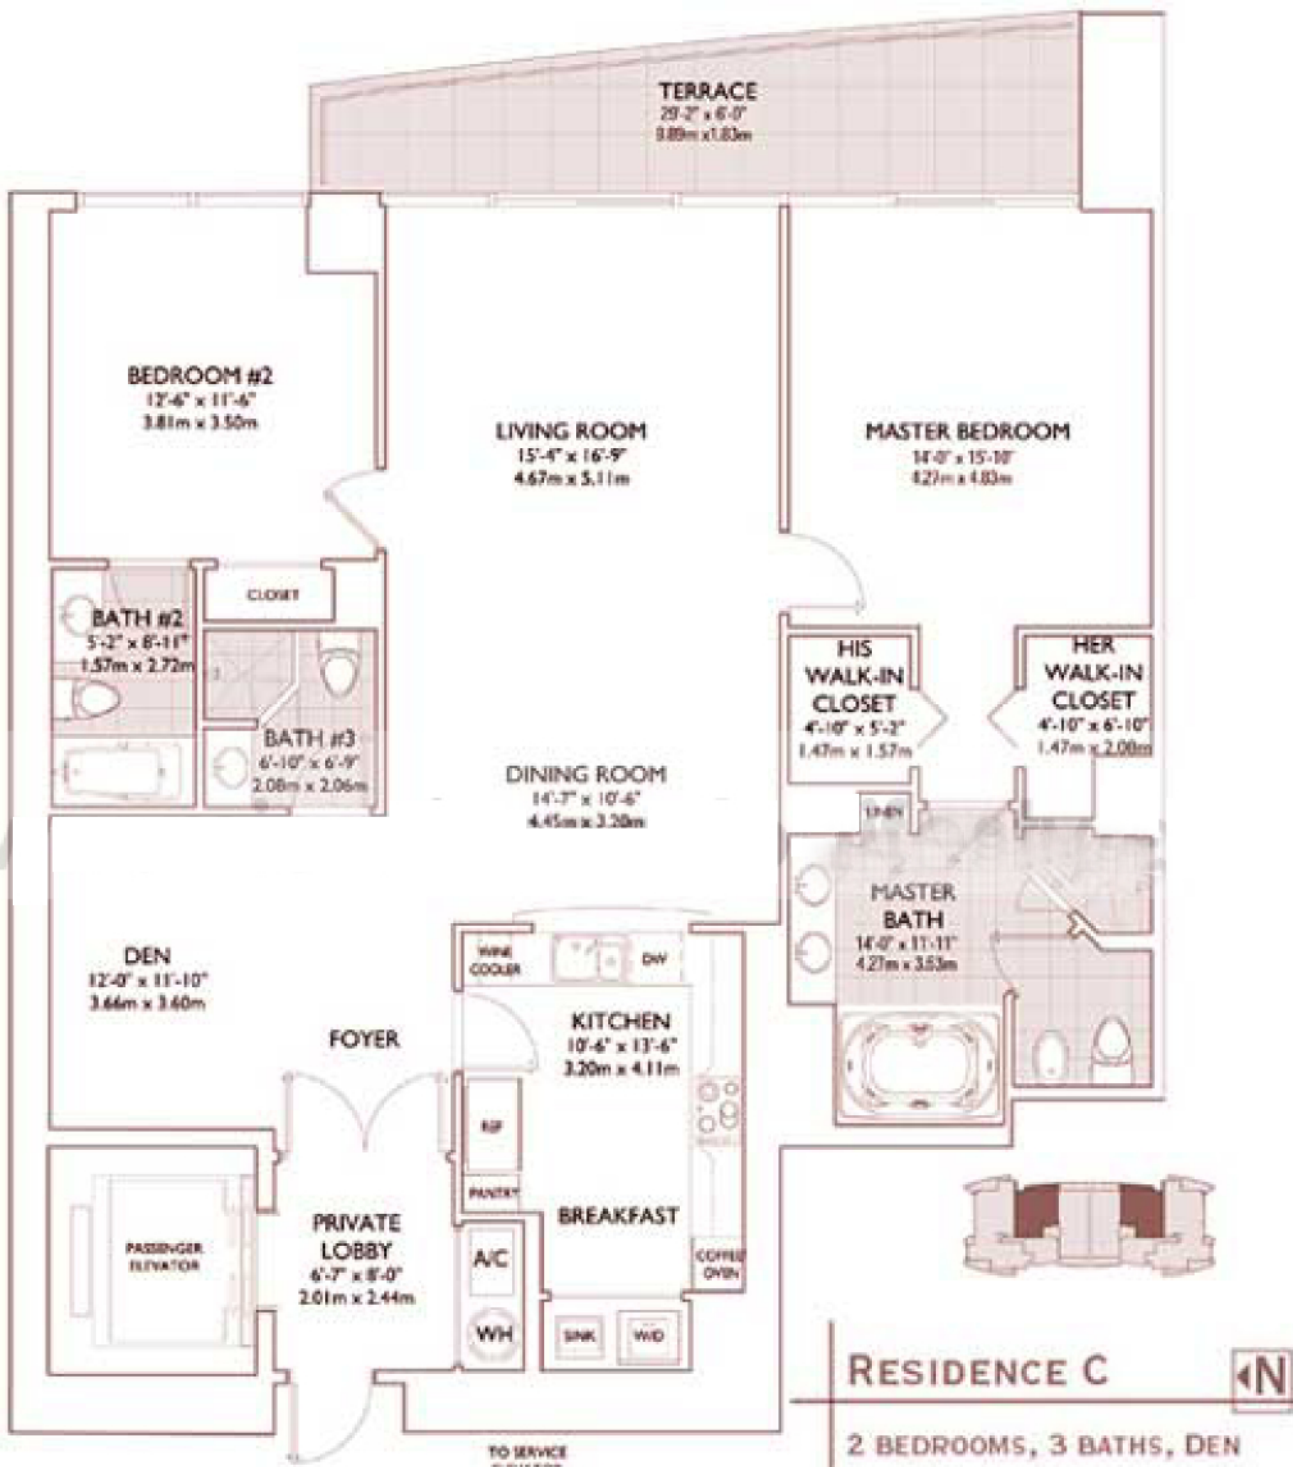 TERRACE
29'-2" x 6'-0"
8.89m x1.83m
BEDROOM #2
12'-6" x 11'-6"
3.81m x 3.50m
LIVING ROOM
15'-4" x 16'-9"
4.67m x 5.11m
MASTER BEDROOM
14'-0" x 15'-10"
4.27m x 4.83m
CLOSET
BATH #2
5'-2" x 8'-11"
1.57m x 2.72m
BATH #3
6'-10" x 6'-9"
2.08m x 2.06m
HIS
WALK-IN
CLOSET
4'-10" x 5'-2"
1.47m x 1.57m
HER
WALK-IN
CLOSET
4'-10" x 6'-10"
1.47m x 2.08m
DINING ROOM
14'-7" x 10'-6"
4.45m x 3.20m
LINEN
MASTER
BATH
14'-0" x 11'-11"
4.27m x 3.63m
DEN
12'-0" x 11'-10"
3.66m x 3.60m
FOYER
WINE
COOLER
DW
KITCHEN
10'-6" x 13'-6"
3.20m x 4.11m
REF
PANTRY
BREAKFAST
COFFEE
OVEN
PRIVATE
LOBBY
6'-7" x 8'-0"
2.01m x 2.44m
PASSENGER
ELEVATOR
A/C
WH
SINK
W/D
RESIDENCE C
N
2 BEDROOMS, 3 BATHS, DEN
TO SERVICE